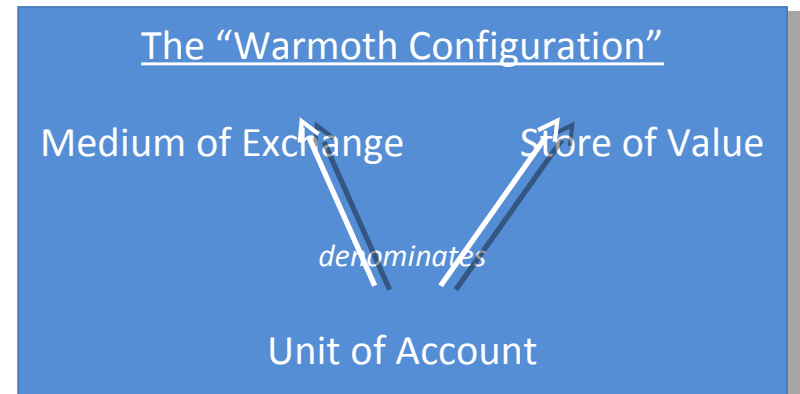 The “Warmoth Configuration”
Medium of Exchange Store of Value
denominates
Unit of Account